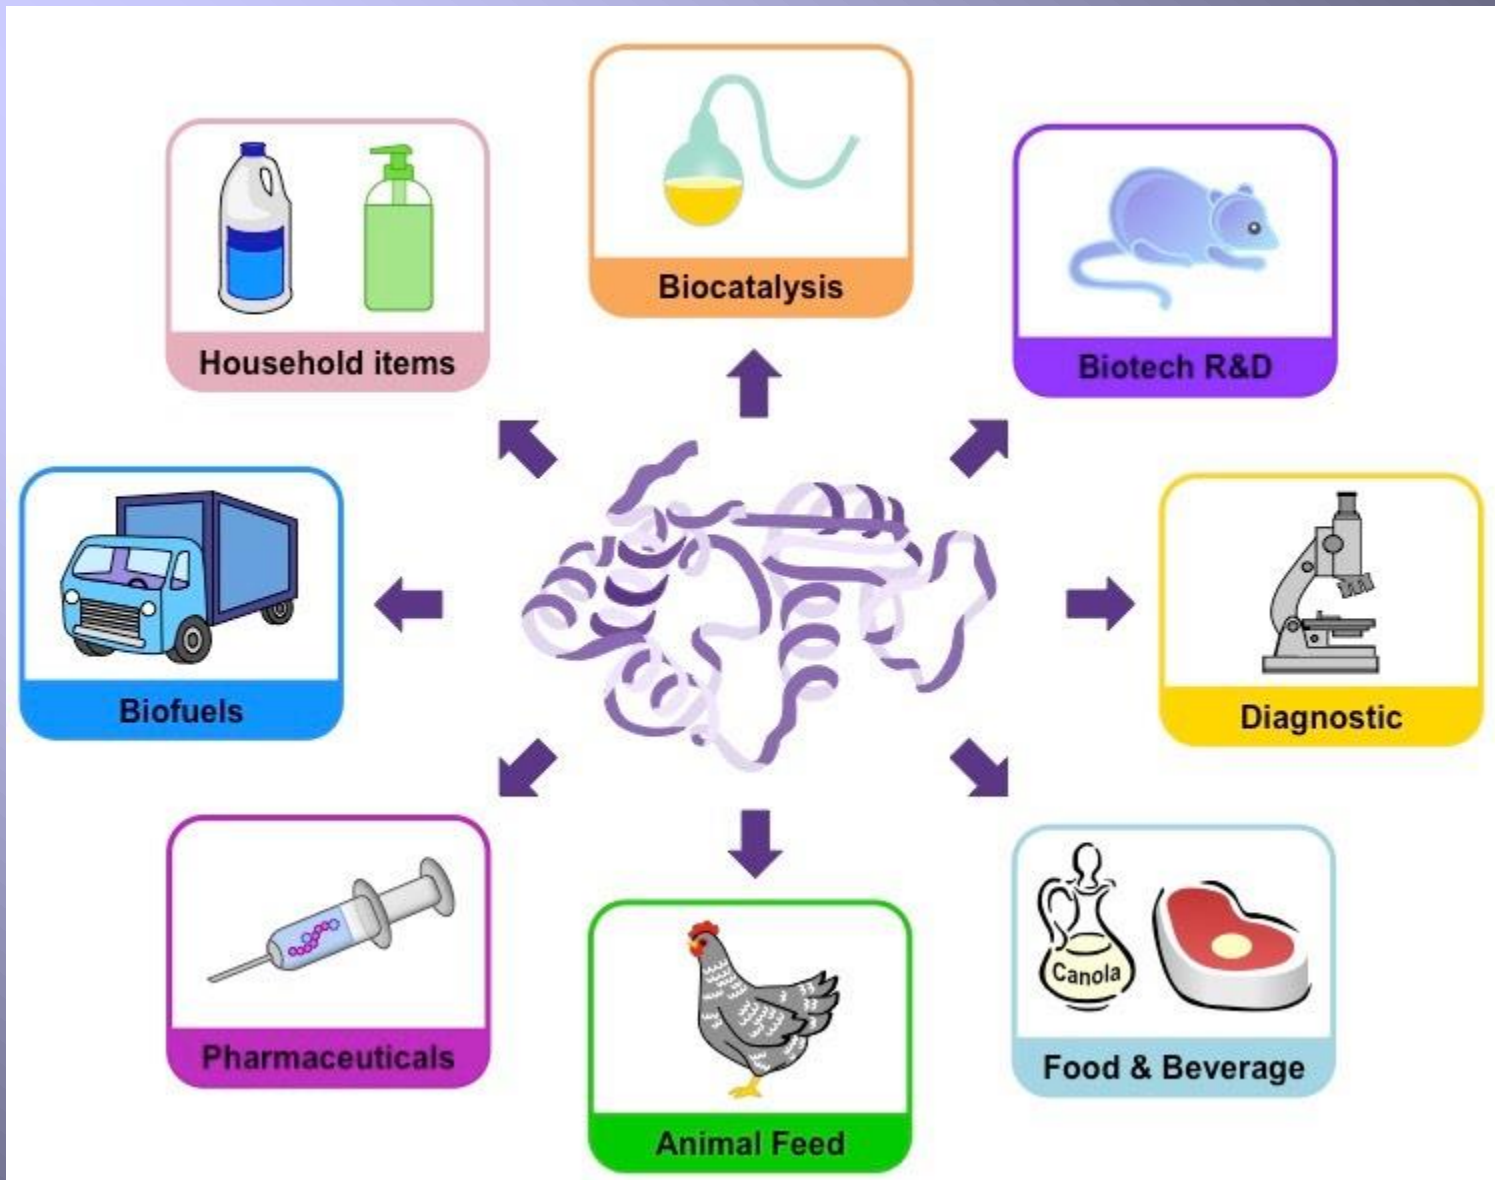 Biocatalysis
Household items
Biotech R&D
Biofuels
Diagnostic
Canola
Pharmaceuticals
Food & Beverage
Animal Feed